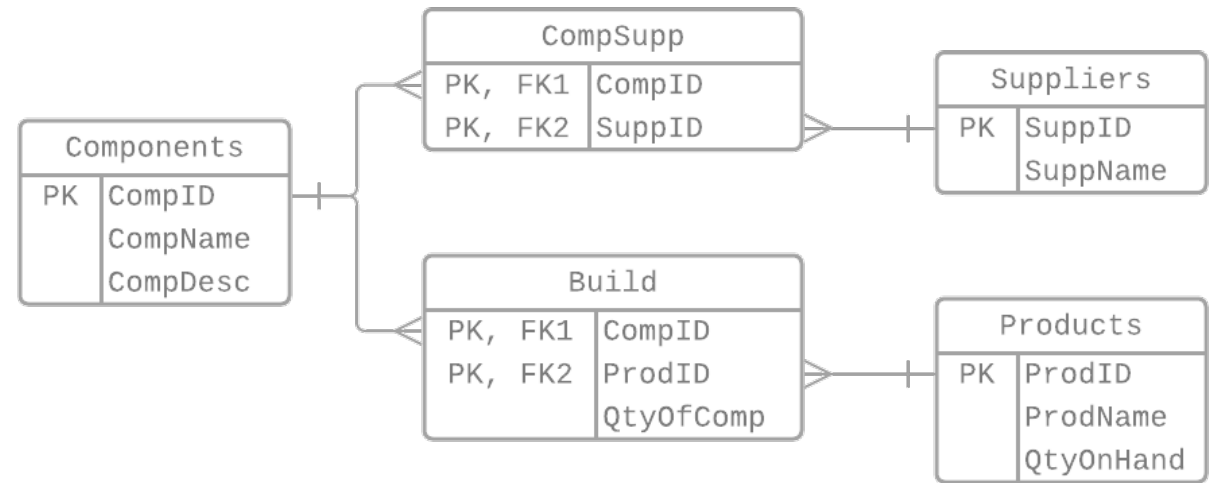 CompSupp
PK, FK1 CompID
PK, FK2 SuppID
Suppliers
PK SuppID
SuppName
Components
PK CompID
CompName
CompDesc
Build
PK, FK1 CompID
PK, FK2 ProdID
QtyOfComp
Products
PK ProdID
ProdName
QtyOnHand